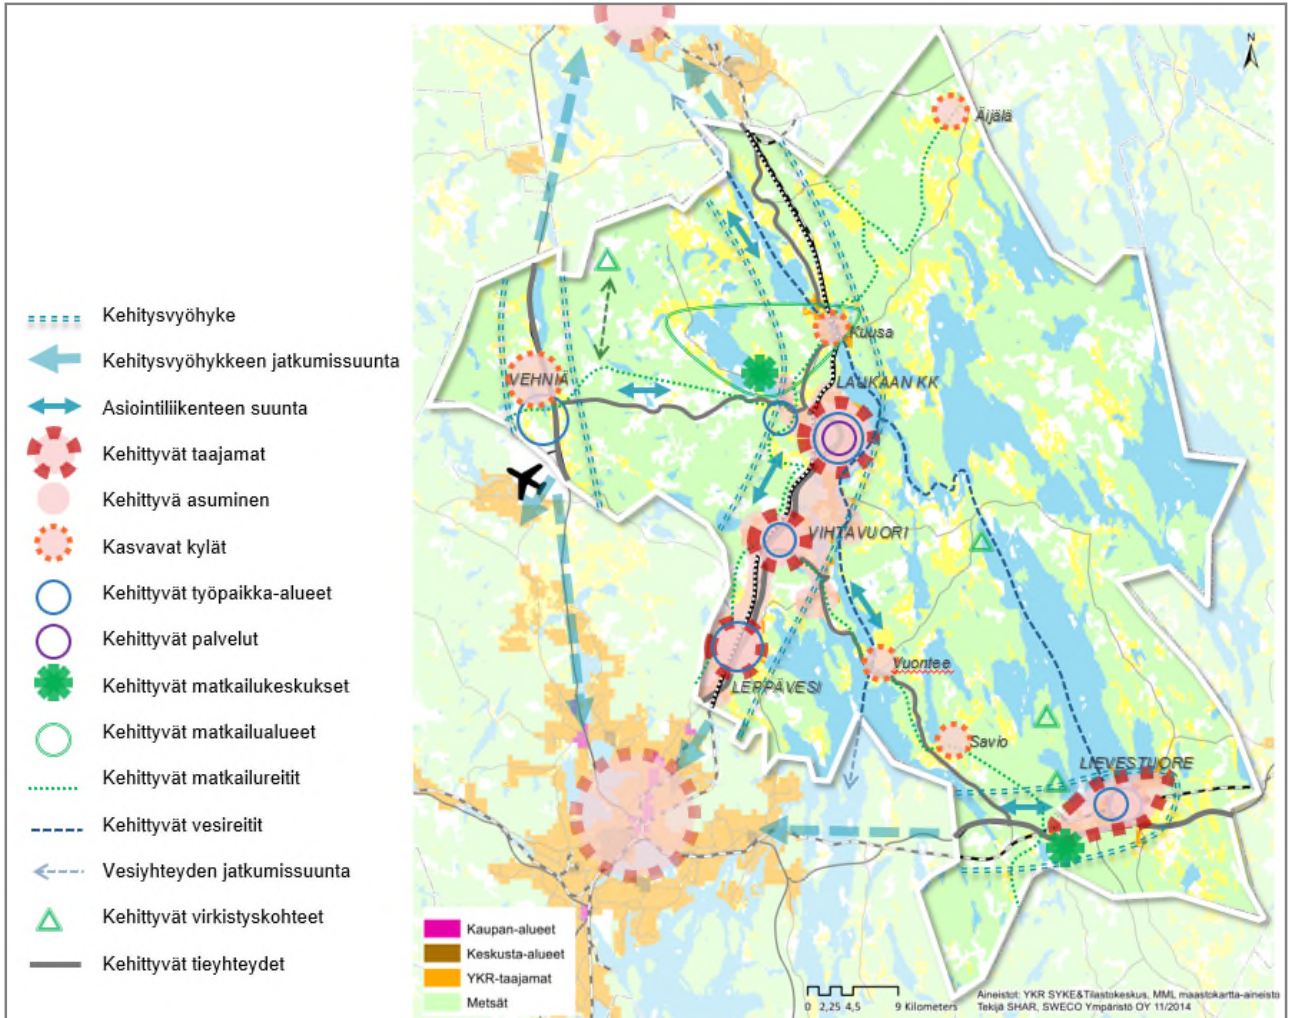 Kehitysvyöhyke
Kehitysvyöhykkeen jatkumissuunta
Asiointiliikenteen suunta
Kehittyvät taajamat
Kehittyvä asuminen
Kasvavat kylät
Kehittyvät työpaikka-alueet
Kehittyvät palvelut
Kehittyvät matkailukeskukset
Kehittyvät matkailualueet
Kehittyvät matkailureitit
Kehittyvät vesireitit
Vesiyhteyden jatkumissuunta
Kehittyvät virkistyskohteet
Kehittyvät tieyhteydet
N
Äijälä
Kuusa
VEHNIÄ
LAUKAAN KK
VIHTAVUORI
Vuontee
LEPPÄVESI
Savio
LIEVESTUORE
Kaupan-alueet
Keskusta-alueet
YKR-taajamat
Metsät
0 2,25 4,5 9 Kilometers
Aineistot: YKR SYKE&Tilastokeskus, MML maastokartta-aineisto
Tekijä SHAR, SWECO Ympäristö OY 11/2014